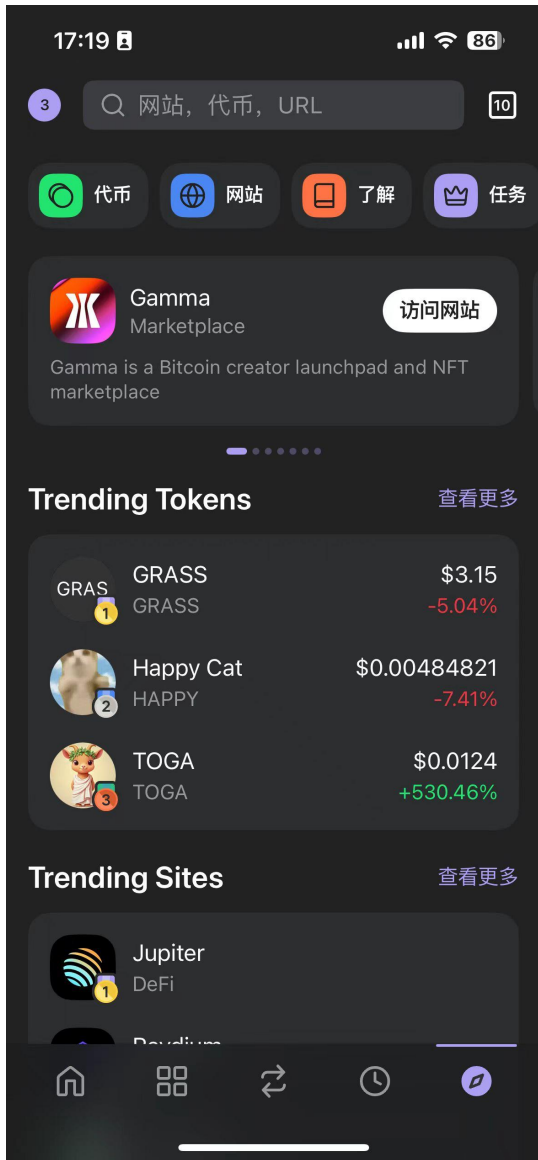 17:19
86
3
网站，代币，URL
10
代币
网站
了解
任务
Gamma
Marketplace
访问网站
Gamma is a Bitcoin creator launchpad and NFT
marketplace
Trending Tokens
查看更多
GRAS
1
GRASS
GRASS
$3.15
-5.04%
2
Happy Cat
HAPPY
$0.00484821
-7.41%
3
TOGA
TOGA
$0.0124
+530.46%
Trending Sites
查看更多
1
Jupiter
DeFi